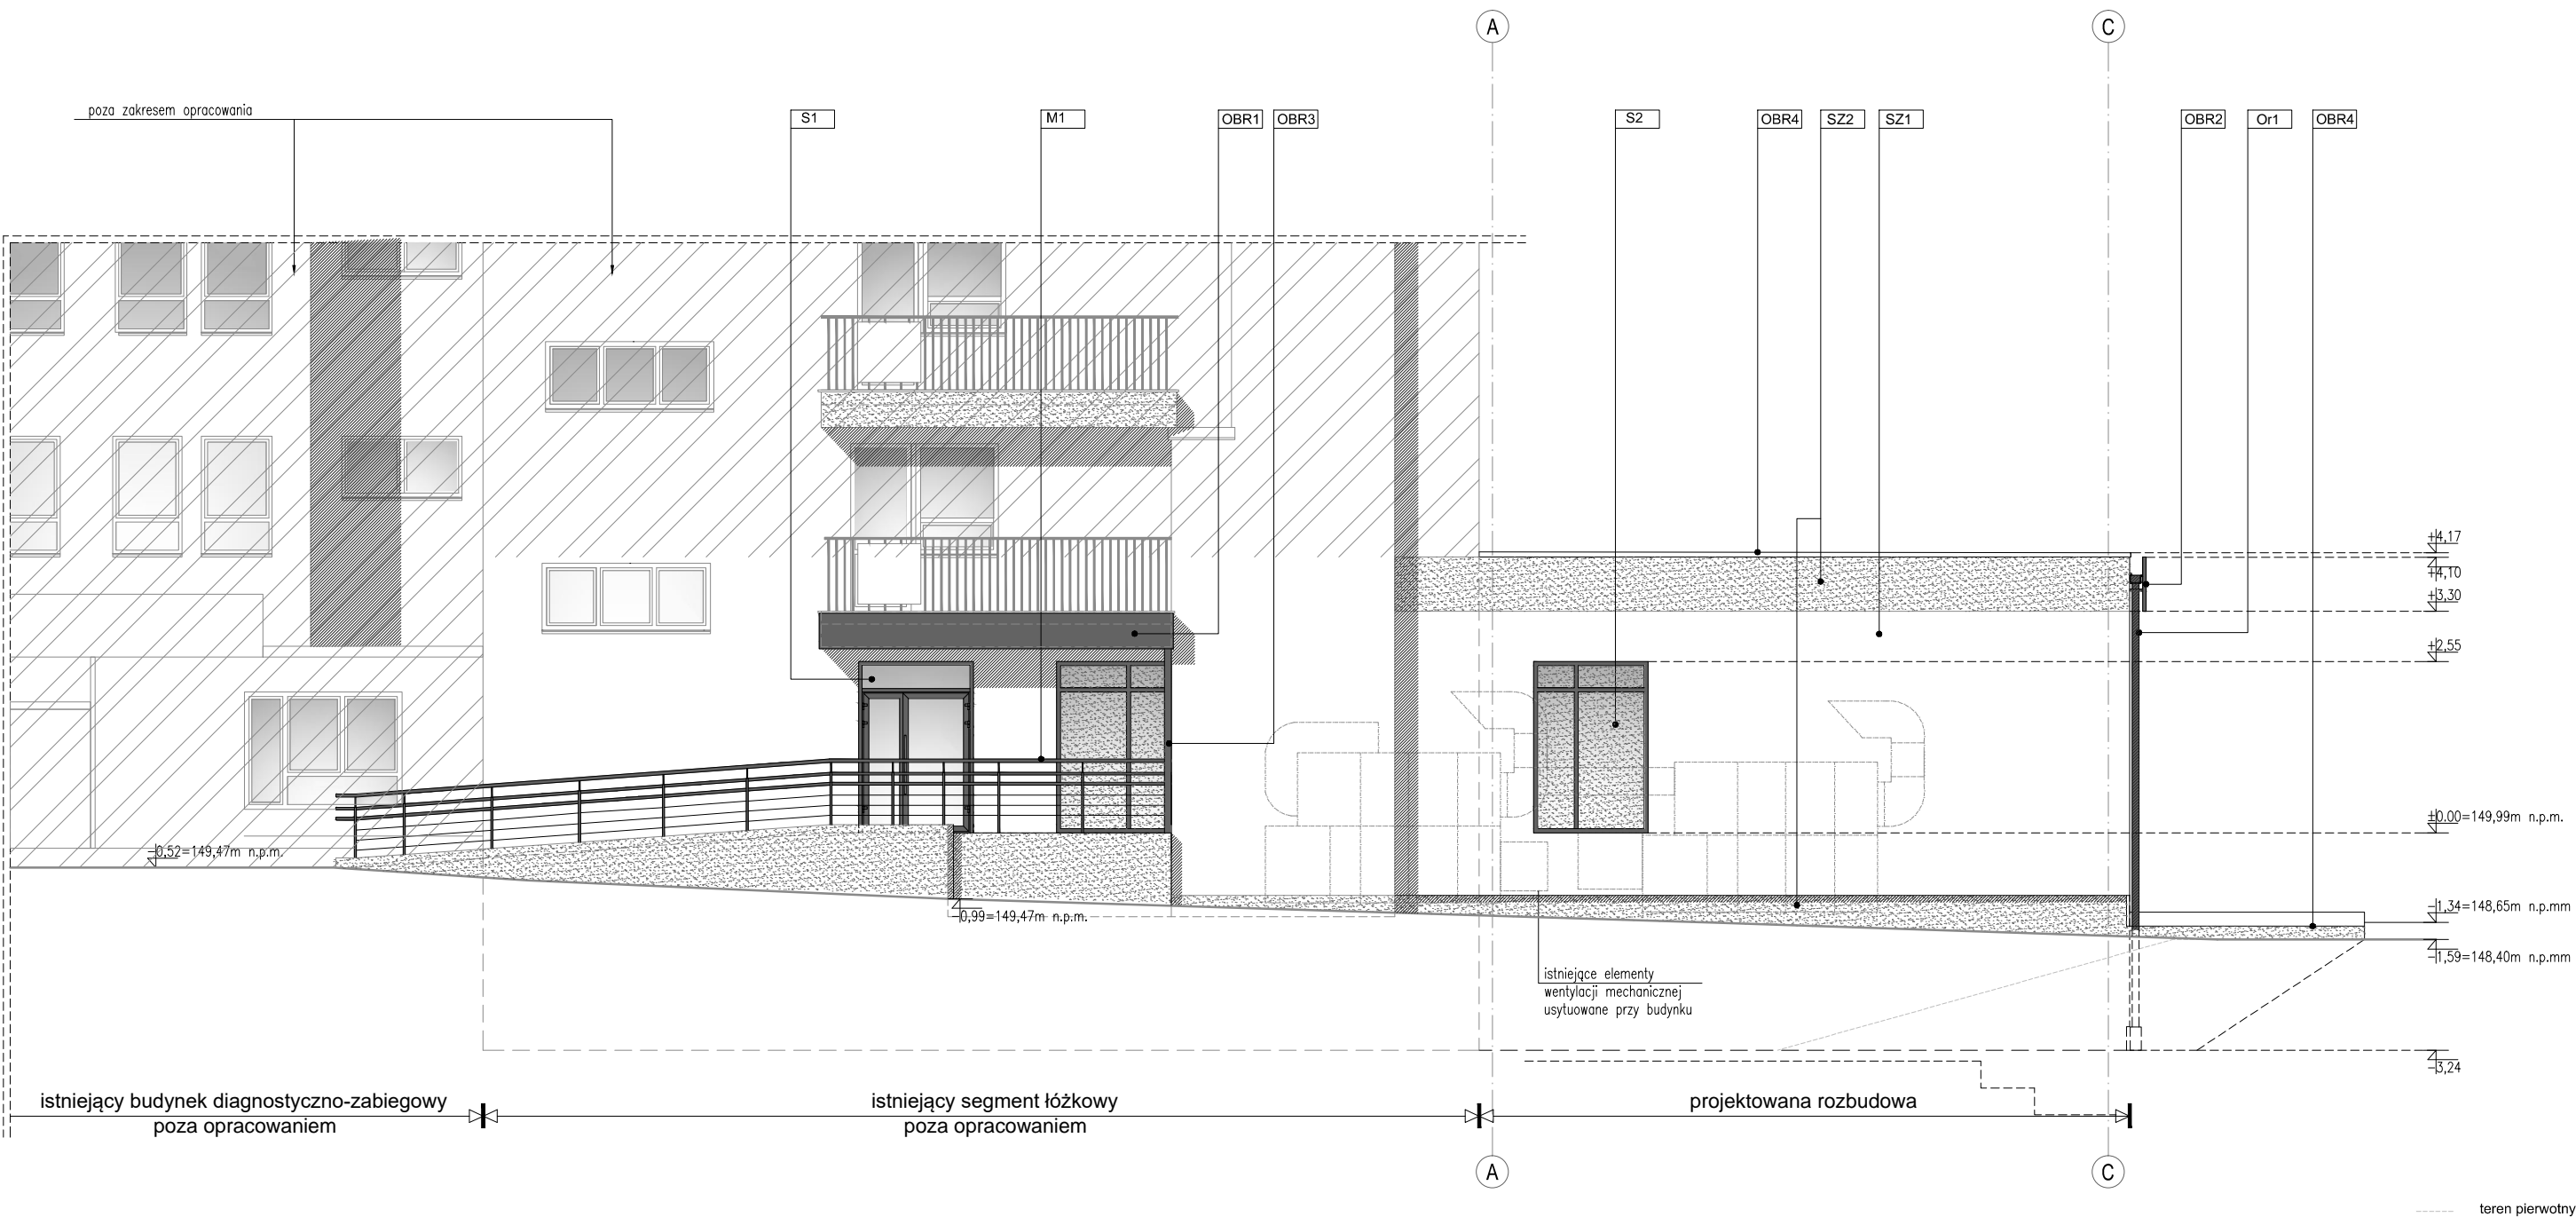 A
C
poza zakresem opracowania
S1
M1
OBR1
OBR3
S2
OBR4
SZ2
SZ1
OBR2
Or1
OBR4
+4,17
+4,10
+3,30
+2,55
±0.00=149,99m n.p.m.
-0,52=149,47m n.p.m.
-0,99=149,47m n.p.m.
-1,34=148,65m n.p.mm
-1,59=148,40m n.p.mm
istniejące elementy
wentylacji mechanicznej
usytuowane przy budynku
-3,24
istniejący budynek diagnostyczno-zabiegowy
poza opracowaniem
istniejący segment łóżkowy
poza opracowaniem
projektowana rozbudowa
A
C
teren pierwotny